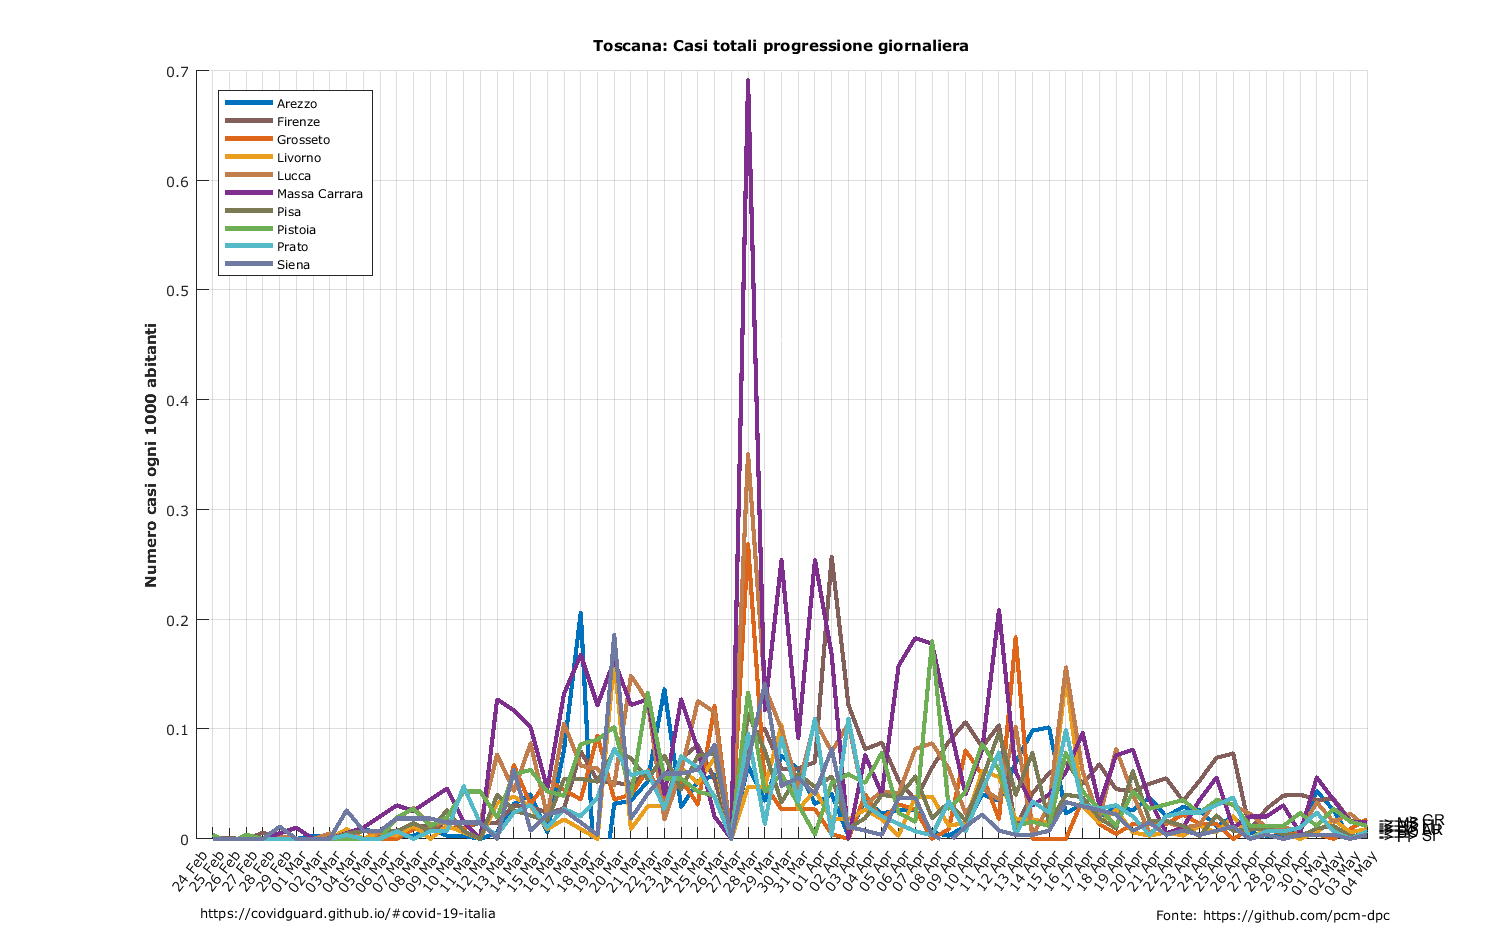 Toscana: Casi totali progressione giornaliera
Numero casi ogni 1000 abitanti
0.7
0.6
0.5
0.4
0.3
0.2
0.1
0
Arezzo
Firenze
Grosseto
Livorno
Lucca
Massa Carrara
Pisa
Pistoia
Prato
Siena
24 Feb
25 Feb
26 Feb
27 Feb
28 Feb
29 Feb
01 Mar
02 Mar
03 Mar
04 Mar
05 Mar
06 Mar
07 Mar
08 Mar
09 Mar
10 Mar
11 Mar
12 Mar
13 Mar
14 Mar
15 Mar
16 Mar
17 Mar
18 Mar
19 Mar
20 Mar
21 Mar
22 Mar
23 Mar
24 Mar
25 Mar
26 Mar
27 Mar
28 Mar
29 Mar
30 Mar
31 Mar
01 Apr
02 Apr
03 Apr
04 Apr
05 Apr
06 Apr
07 Apr
08 Apr
09 Apr
10 Apr
11 Apr
12 Apr
13 Apr
14 Apr
15 Apr
16 Apr
17 Apr
18 Apr
19 Apr
20 Apr
21 Apr
22 Apr
23 Apr
24 Apr
25 Apr
26 Apr
27 Apr
28 Apr
29 Apr
30 Apr
01 May
02 May
03 May
04 May
GR
https://covidguard.github.io/#covid-19-italia
Fonte: https://github.com/pcm-dpc